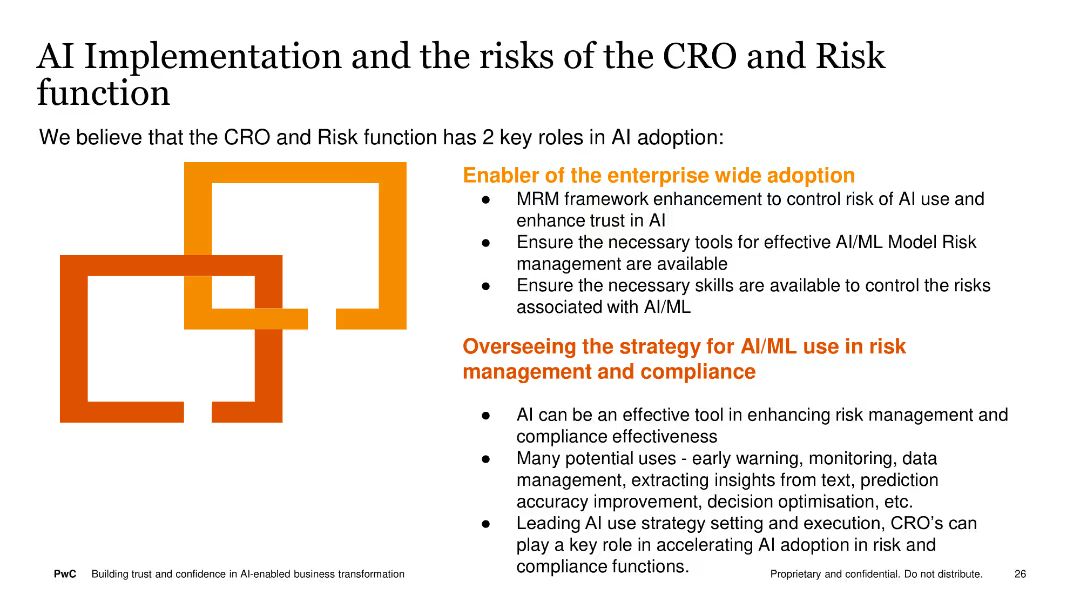 AI Implementation and the risks of the CRO and Risk
function
We believe that the CRO and Risk function has 2 key roles in AI adoption:
Enabler of the enterprise wide adoption
● MRM framework enhancement to control risk of AI use and
enhance trust in AI
● Ensure the necessary tools for effective AI/ML Model Risk
management are available
● Ensure the necessary skills are available to control the risks
associated with AI/ML
Overseeing the strategy for AI/ML use in risk
management and compliance
● AI can be an effective tool in enhancing risk management and
compliance effectiveness
● Many potential uses - early warning, monitoring, data
management, extracting insights from text, prediction
accuracy improvement, decision optimisation, etc.
● Leading AI use strategy setting and execution, CRO's can
play a key role in accelerating AI adoption in risk and
compliance functions.
PwC Building trust and confidence in AI-enabled business transformation
Proprietary and confidential. Do not distribute. 26